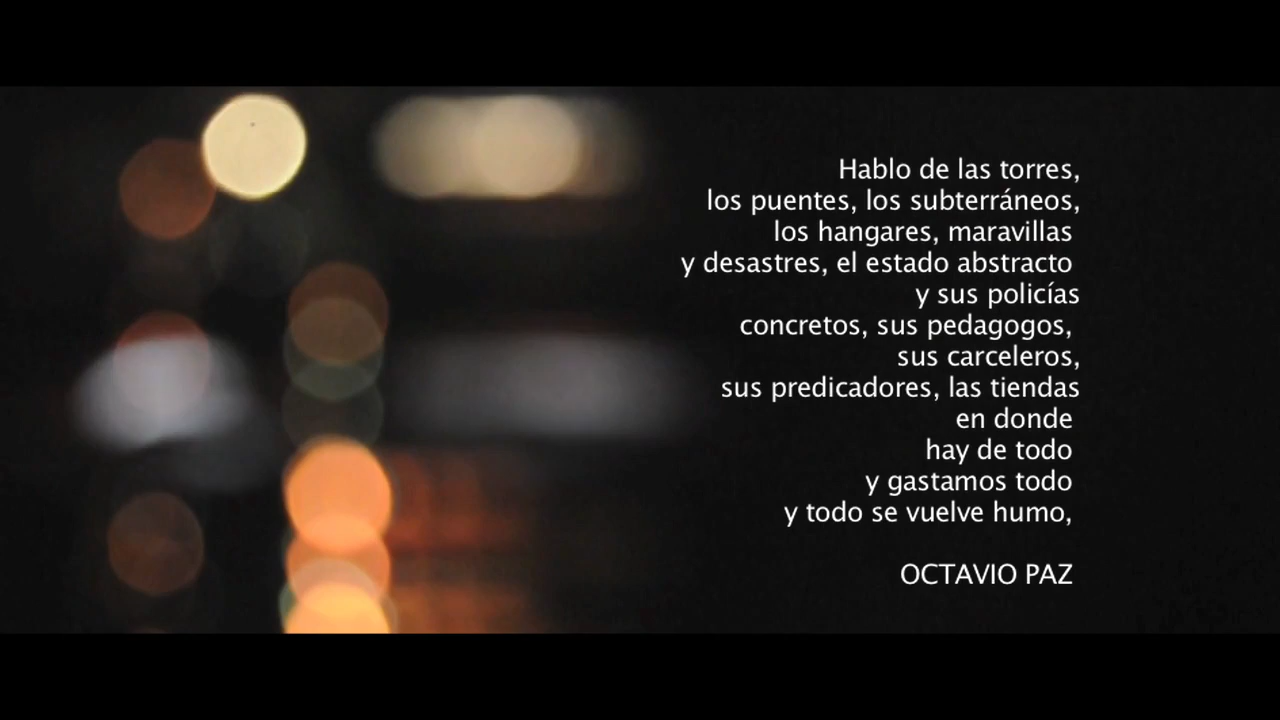 Hablo de las torres,
los puentes, los subterráneos,
los hangares, maravillas
y desastres, el estado abstracto
y sus policías
concretos, sus pedagogos,
sus carceleros,
sus predicadores, las tiendas
en donde
hay de todo
y gastamos todo
y todo se vuelve humo,
OCTAVIO PAZ